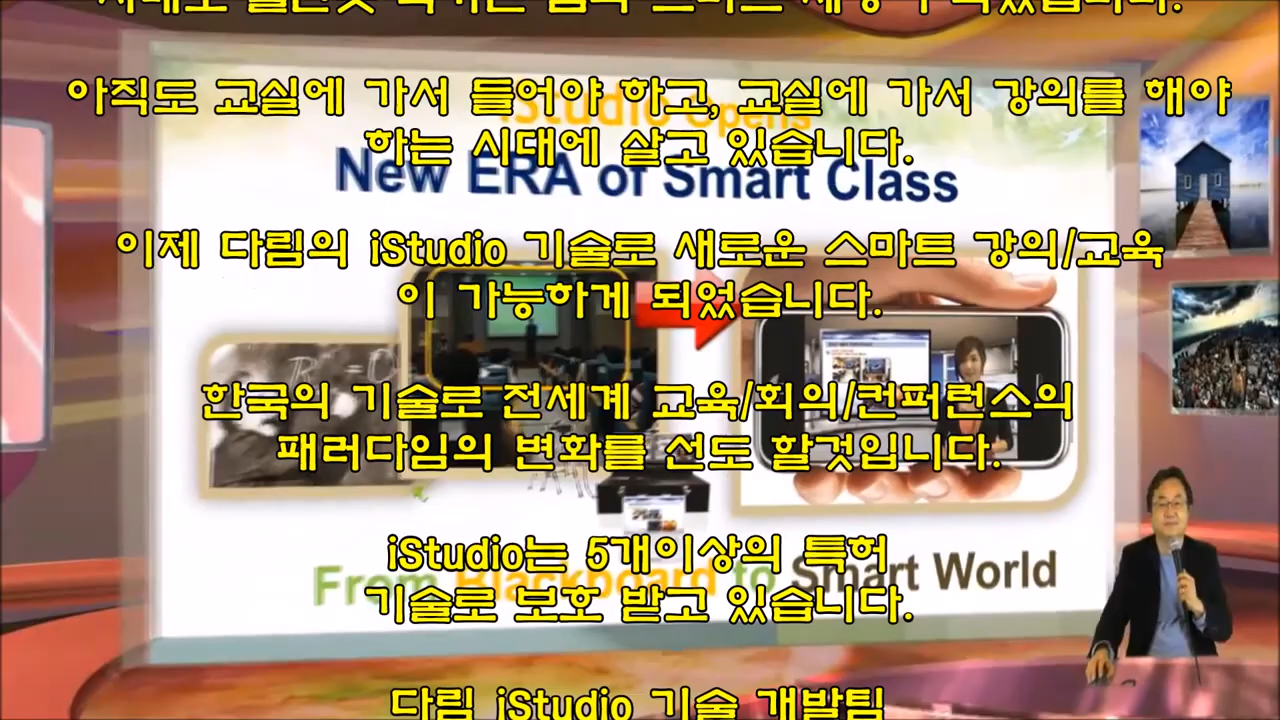 아직도 교실에 가서 들어야 하고, 교실에 가서 강의를 해야
하는 시대에 살고 있습니다.
iStudio Opens
New ERA of Smart Class
이제 다림의 iStudio 기술로 새로운 스마트 강의/교육
이 가능하게 되었습니다.
한국의 기술로 전세계 교육/회의/컨퍼런스의
패러다임의 변화를 선도 할것입니다.
iStudio는 5개이상의 특허
기술로 보호 받고 있습니다.
From Blackboard to Smart World
다림 iStudio 기술 개발팀